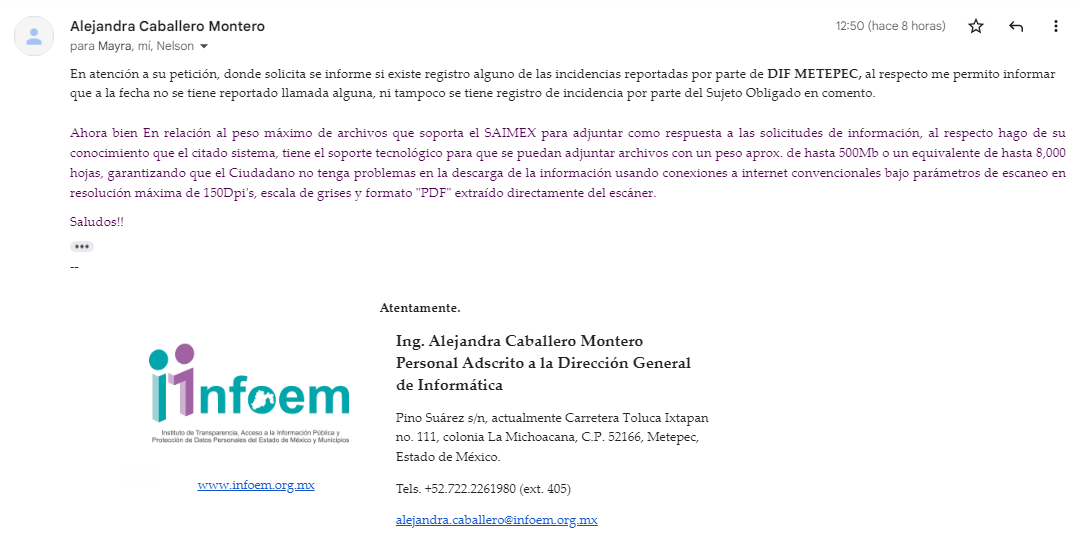 Alejandra Caballero Montero
12:50 (hace 8 horas)
para Mayra, mí, Nelson
En atención a su petición, donde solicita se informe si existe registro alguno de las incidencias reportadas por parte de DIF METEPEC, al respecto me permito informar
que a la fecha no se tiene reportado llamada alguna, ni tampoco se tiene registro de incidencia por parte del Sujeto Obligado en comento.
Ahora bien En relación al peso máximo de archivos que soporta el SAIMEX para adjuntar como respuesta a las solicitudes de información, al respecto hago de su
conocimiento que el citado sistema, tiene el soporte tecnológico para que se puedan adjuntar archivos con un peso aprox. de hasta 500Mb o un equivalente de hasta 8,000
hojas, garantizando que el Ciudadano no tenga problemas en la descarga de la información usando conexiones a internet convencionales bajo parámetros de escaneo en
resolución máxima de 150Dpi's, escala de grises y formato "PDF" extraído directamente del escáner.
Saludos!!
--
Atentamente.
infoem
Instituto de Transparencia, Acceso a la Información Pública y
Protección de Datos Personales del Estado de México y Municipios
www.infoem.org.mx
Ing. Alejandra Caballero Montero
Personal Adscrito a la Dirección General
de Informática
Pino Suárez s/n, actualmente Carretera Toluca Ixtapan
no. 111, colonia La Michoacana, C.P. 52166, Metepec,
Estado de México.
Tels. +52.722.2261980 (ext. 405)
alejandra.caballero@infoem.org.mx